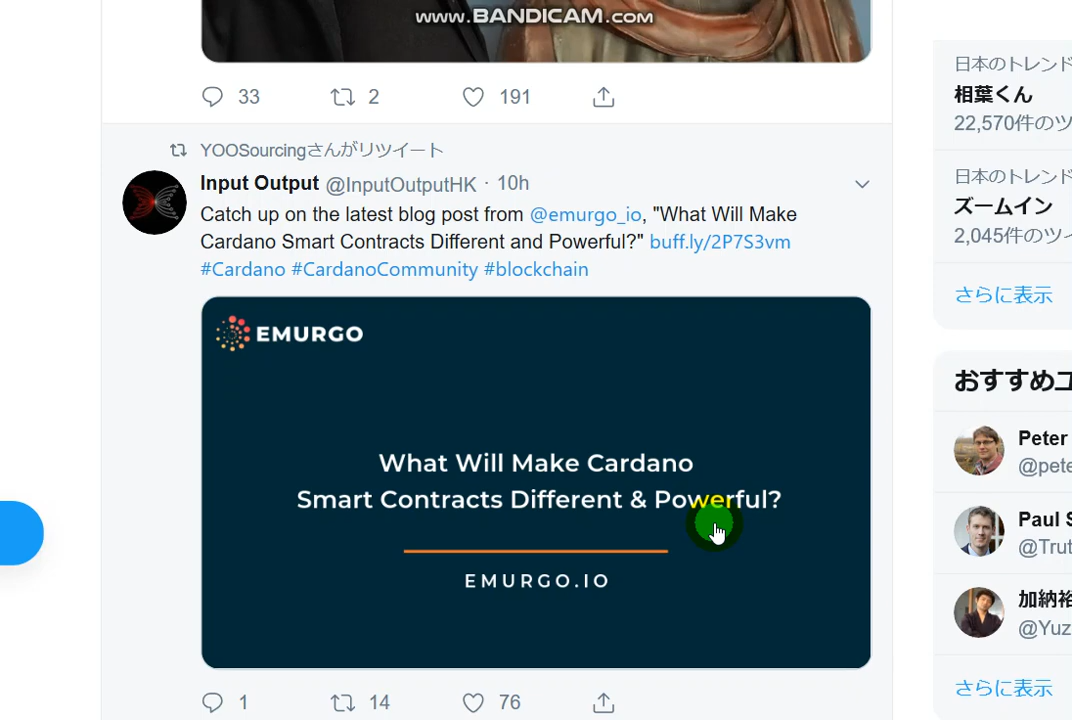 www.BANDICAM.com
33 2 191
YOOSourcingさんがリツイート
Input Output @InputOutputHK · 10h
Catch up on the latest blog post from @emurgo_io, "What Will Make
Cardano Smart Contracts Different and Powerful?" buff.ly/2P7S3vm
#Cardano #CardanoCommunity #blockchain
EMURGO
What Will Make Cardano
Smart Contracts Different & Powerful?
EMURGO.IO
1 14 76
日本のトレンド
相葉くん
22,570件のツ
日本のトレンド
ズームイン
2,045件のツイ
さらに表示
おすすめユ
Peter
@pete
Paul S
@Trut
加納裕
@Yuz
さらに表示